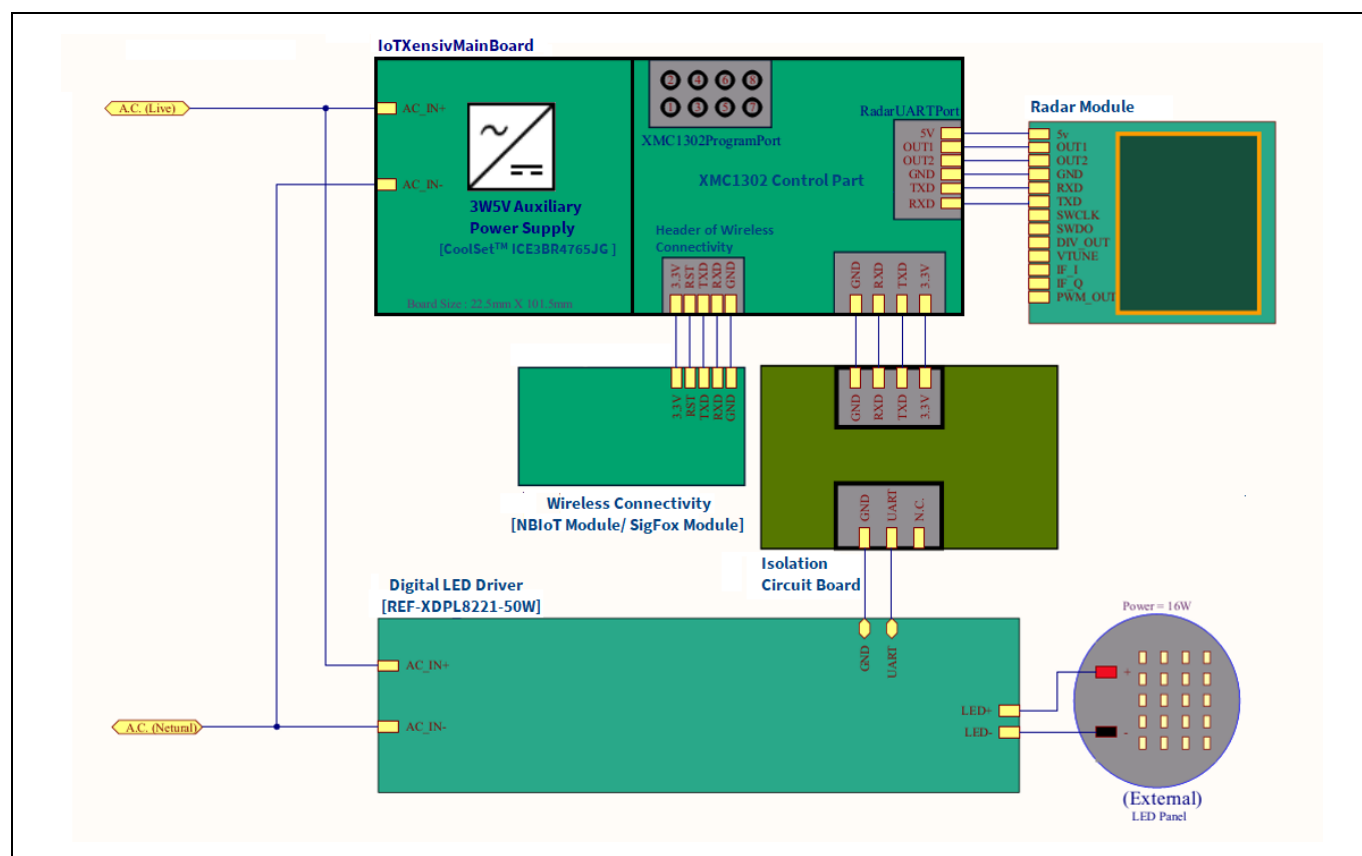 IoTXensivMainBoard
A.C. (Live)
AC_IN+
AC_IN-
3W5V Auxiliary
Power Supply
[CoolSet™ ICE3BR4765JG ]
Board Size : 22.5mm X 101.5mm
2 4 6 8
1 3 5 7
XMC1302ProgramPort
XMC1302 Control Part
RadarUARTPort
5V
OUT1
OUT2
GND
TXD
RXD
Radar Module
5v
OUT1
OUT2
GND
RXD
TXD
SWCLK
SWDO
DIV_OUT
VTUNE
IF_I
IF_Q
PWM_OUT
Header of Wireless
Connectivity
3.3V
RST
TXD
RXD
GND
GND
RXD
TXD
3.3V
3.3V
RST
TXD
RXD
GND
Wireless Connectivity
[NBIoT Module/ SigFox Module]
GND
RXD
TXD
3.3V
GND
UART
N.C.
Isolation
Circuit Board
Digital LED Driver
[REF-XDPL8221-50W]
A.C. (Netural)
AC_IN+
AC_IN-
GND
UART
LED+
LED-
Power = 16W
+
-
(External)
LED Panel